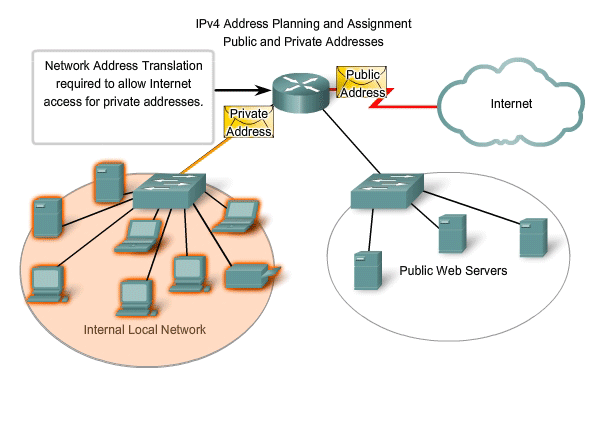 IPv4 Address Planning and Assignment
Public and Private Addresses
Network Address Translation
required to allow Internet
access for private addresses.
Public
Address
Private
Address
Internet
Public Web Servers
Internal Local Network